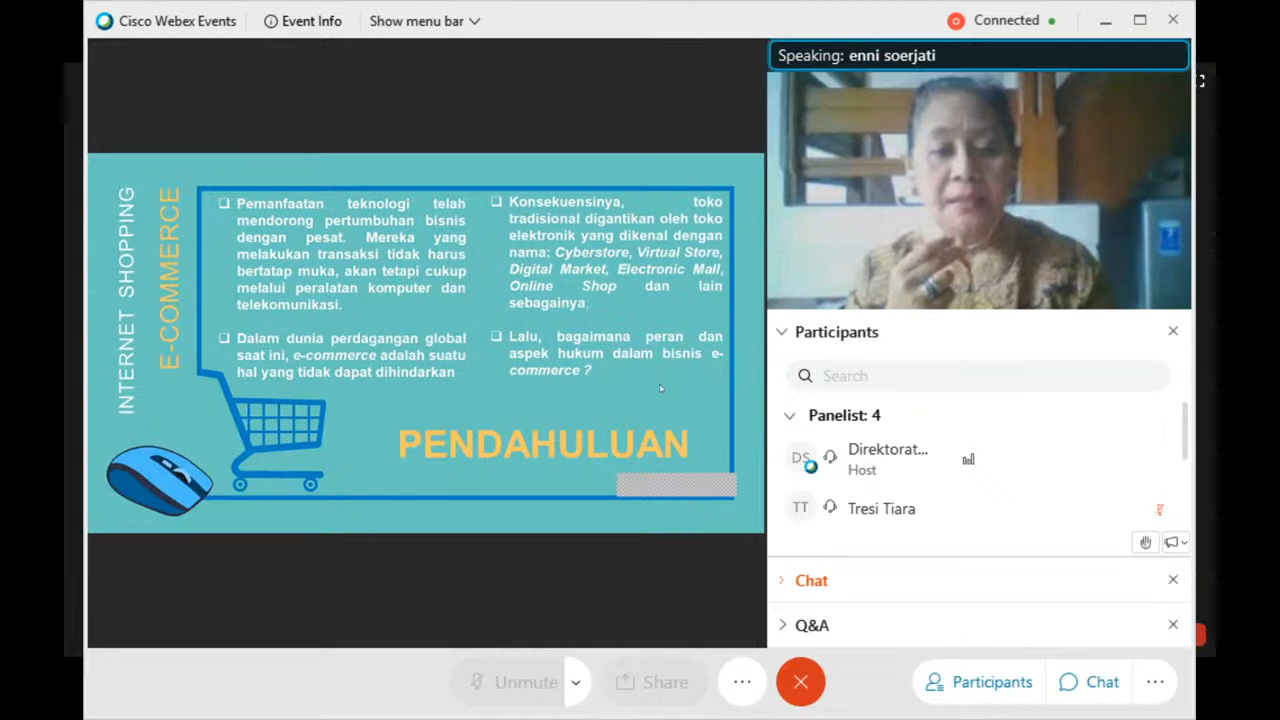 Cisco Webex Events
Event Info
Show menu bar
Connected
Speaking: enni soerjati
INTERNET SHOPPING
E-COMMERCE
❑ Pemanfaatan teknologi telah
mendorong pertumbuhan bisnis
dengan pesat. Mereka yang
melakukan transaksi tidak harus
bertatap muka, akan tetapi cukup
melalui peralatan komputer dan
telekomunikasi.
❑ Dalam dunia perdagangan global
saat ini, e-commerce adalah suatu
hal yang tidak dapat dihindarkan
❑ Konsekuensinya, toko
tradisional digantikan oleh toko
elektronik yang dikenal dengan
nama: Cyberstore, Virtual Store,
Digital Market, Electronic Mall,
Online Shop dan lain
sebagainya;
❑ Lalu, bagaimana peran dan
aspek hukum dalam bisnis e-
commerce ?
PENDAHULUAN
Participants
Search
Panelist: 4
DS
Direktorat...
Host
TT
Tresi Tiara
Chat
Q&A
Unmute
Share
Participants
Chat